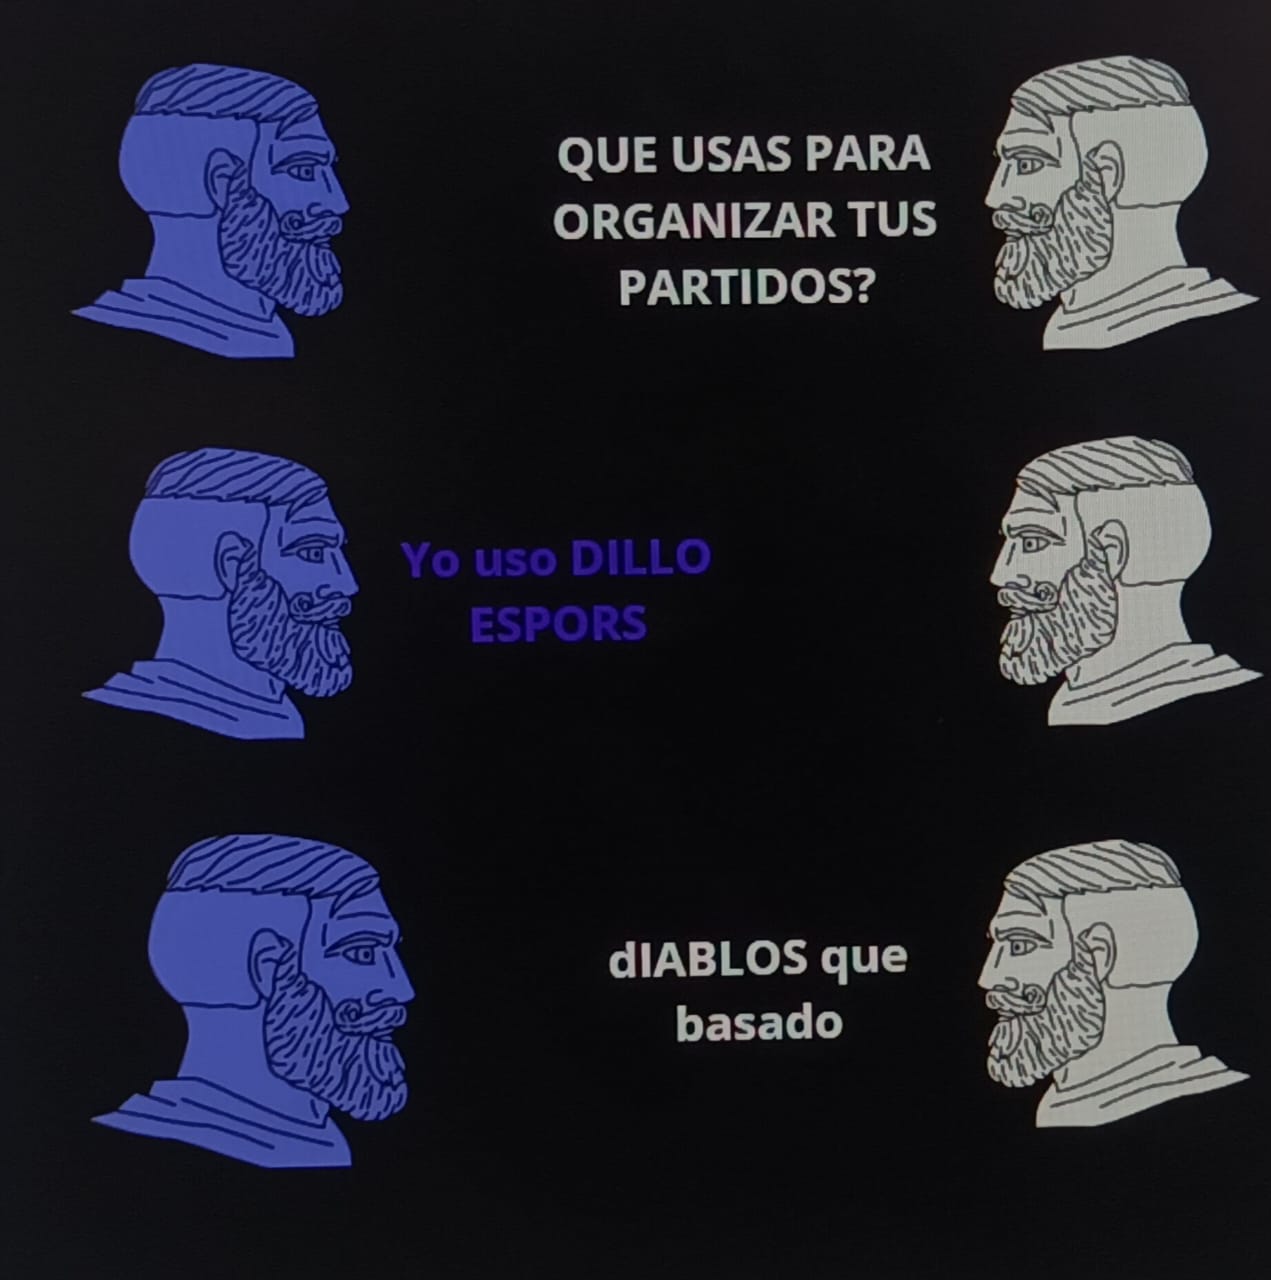 QUE USAS PARA
ORGANIZAR TUS
PARTIDOS?
Yo uso DILLO
ESPORS
dIABLOS que
basado